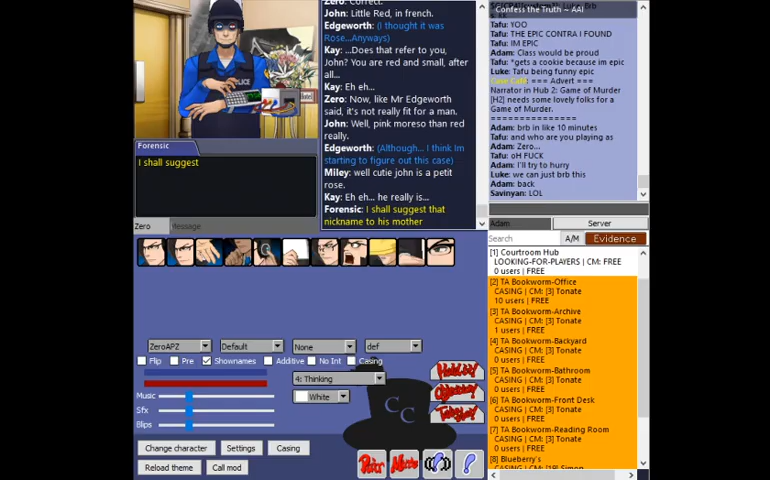 POLICE
Forensic
I shall suggest
Zero
Message
Zero: Correct.
John: Little Red, in french.
Edgeworth: (I thought it was
Rose...Anyways)
Kay: ...Does that refer to you,
John? You are red and small, after
all...
Kay: Eh eh...
Zero: Now, like Mr Edgeworth
said, it's not really fit for a man.
John: Well, pink moreso than red
really.
Edgeworth: (Although... I think Im
starting to figure out this case)
Miley: well cutie john is a petit
rose.
Kay: Eh eh... he really is...
Forensic: I shall suggest that
nickname to his mother
Confess the Truth ~ AAI
Tafu: YOO
Tafu: THE EPIC CONTRA I FOUND
Tafu: IM EPIC
Adam: Class would be proud
Tafu: *gets a cookie because im epic
Luke: Tafu being funny epic
=== Advert ===
Narrator in Hub 2: Game of Murder
[H2] needs some lovely folks for a
Game of Murder.
===============
Adam: brb in like 10 minutes
Tafu: and who are you playing as
Adam: Zero...
Tafu: oH FUCK
Adam: I'll try to hurry
Luke: we can just brb this
Adam: back
Savinyan: LOL
Adam
Server
Search
A/M
Evidence
[1] Courtroom Hub
LOOKING-FOR-PLAYERS | CM: FREE
0 users | FREE
[2] TA Bookworm-Office
CASING | CM: [3] Tonate
10 users | FREE
[3] TA Bookworm-Archive
CASING | CM: [3] Tonate
1 users | FREE
[4] TA Bookworm-Backyard
CASING | CM: [3] Tonate
0 users | FREE
[5] TA Bookworm-Bathroom
CASING | CM: [3] Tonate
0 users | FREE
[6] TA Bookworm-Front Desk
CASING | CM: [3] Tonate
0 users | FREE
[7] TA Bookworm-Reading Room
CASING | CM: [3] Tonate
0 users | FREE
[8] Blueberry's
ZeroAPZ
Default
None
def
Flip
Pre
Shownames
Additive
No Int
Casing
4: Thinking
White
Music
Sfx
Blips
Hold it!
Objection!
Take that!
CC
Change character
Settings
Casing
Reload theme
Call mod
Pair
Mute